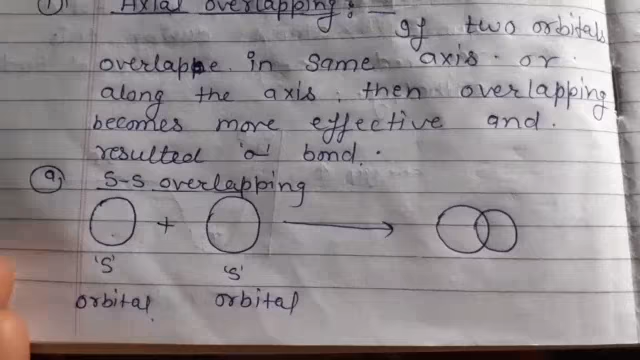 1) Axial overlapping : —
If two orbitals
overlappe in same axis or
along the axis, then overlapping
becomes more effective and
resulted 'σ' bond.
a) S-S overlapping
+
'S' 'S'
orbital orbital